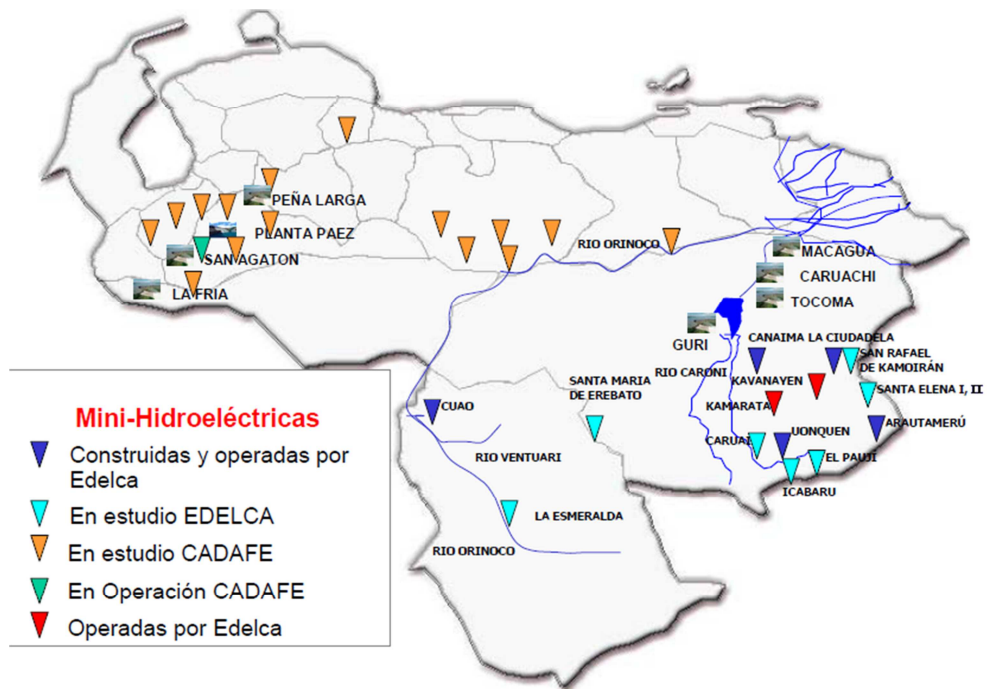 PEÑA LARGA
PLANTA PAEZ
SAN AGATON
LA FRIA
RIO ORINOCO
MACAGUA
CARUACHI
TOCOMA
GURI
CANAIMA LA CIUDADELA
SAN RAFAEL
DE KAMOIRÁN
RIO CARONI
KAVANAYEN
SANTA ELENA I, II
KAMARATA
ARAUTAMERÚ
SANTA MARIA
DE EREBATO
CUAO
CARUAI
UONQUEN
EL PAUJÍ
ICABARU
RIO VENTUARI
LA ESMERALDA
RIO ORINOCO
Mini-Hidroeléctricas
Construidas y operadas por
Edelca
En estudio EDELCA
En estudio CADAFE
En Operación CADAFE
Operadas por Edelca